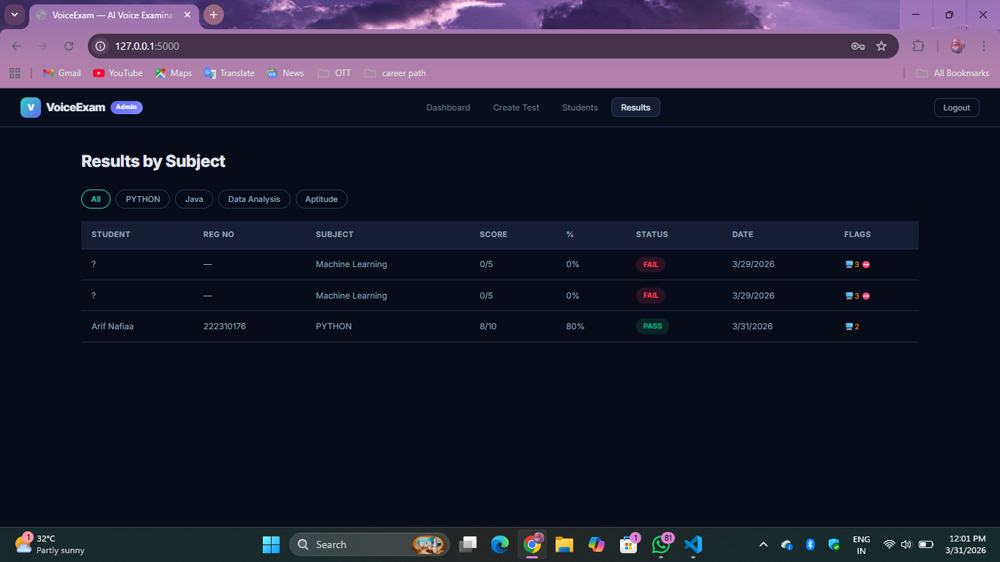 VoiceExam — AI Voice Examina
127.0.0.1:5000
Gmail YouTube Maps Translate News OTT career path All Bookmarks
V VoiceExam Admin Dashboard Create Test Students Results Logout
Results by Subject
All PYTHON Java Data Analysis Aptitude
STUDENT REG NO SUBJECT SCORE % STATUS DATE FLAGS
? — Machine Learning 0/5 0% FAIL 3/29/2026 3
? — Machine Learning 0/5 0% FAIL 3/29/2026 3
Arif Nafiaa 222310176 PYTHON 8/10 80% PASS 3/31/2026 2
1 32°C
Partly sunny
Search
1
81
ENG
IN
12:01 PM
3/31/2026